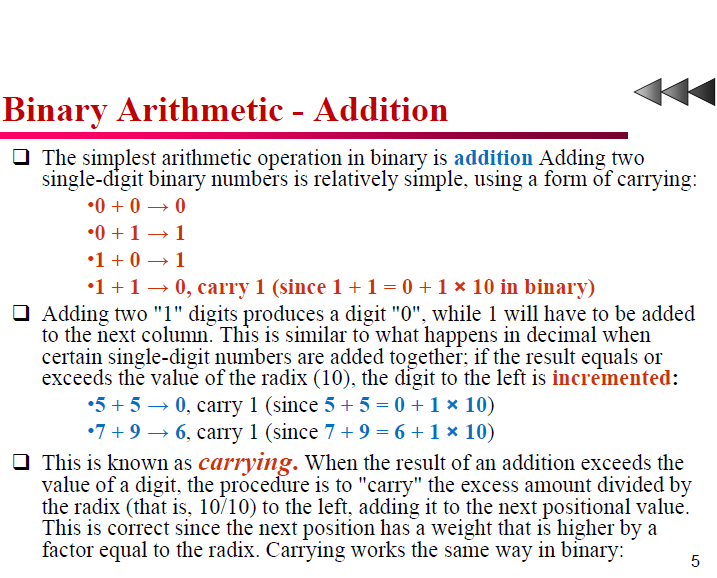 Binary Arithmetic - Addition
❑ The simplest arithmetic operation in binary is addition Adding two
single-digit binary numbers is relatively simple, using a form of carrying:
•0 + 0 → 0
•0 + 1 → 1
•1 + 0 → 1
•1 + 1 → 0, carry 1 (since 1 + 1 = 0 + 1 × 10 in binary)
❑ Adding two "1" digits produces a digit "0", while 1 will have to be added
to the next column. This is similar to what happens in decimal when
certain single-digit numbers are added together; if the result equals or
exceeds the value of the radix (10), the digit to the left is incremented:
•5 + 5 → 0, carry 1 (since 5 + 5 = 0 + 1 × 10)
•7 + 9 → 6, carry 1 (since 7 + 9 = 6 + 1 × 10)
❑ This is known as carrying. When the result of an addition exceeds the
value of a digit, the procedure is to "carry" the excess amount divided by
the radix (that is, 10/10) to the left, adding it to the next positional value.
This is correct since the next position has a weight that is higher by a
factor equal to the radix. Carrying works the same way in binary:
5